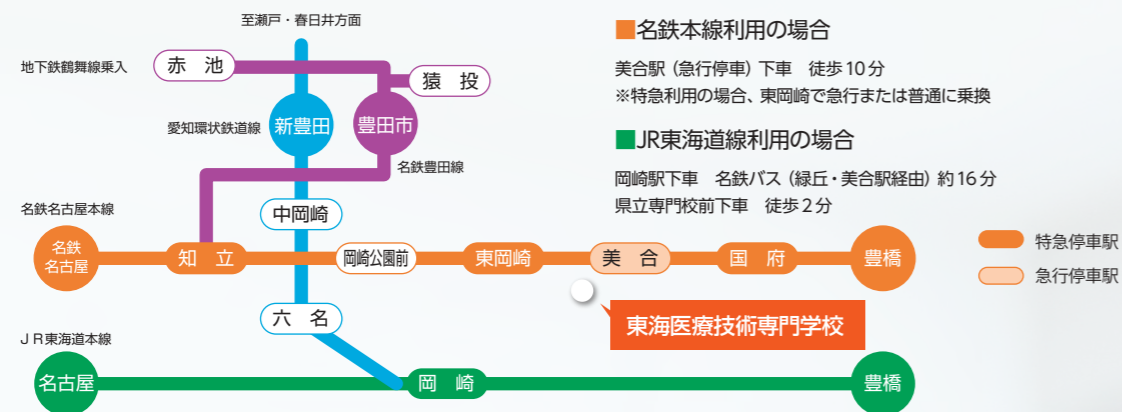 至瀬戸・春日井方面
地下鉄鶴舞線乗入
赤池
猿投
愛知環状鉄道線
新豊田
豊田市
名鉄豊田線
中岡崎
名鉄名古屋本線
名鉄
名古屋
知立
岡崎公園前
東岡崎
美合
国府
豊橋
六名
東海医療技術専門学校
JR東海道本線
名古屋
岡崎
豊橋
■名鉄本線利用の場合
美合駅(急行停車)下車 徒歩10分
※特急利用の場合、東岡崎で急行または普通に乗換
■JR東海道線利用の場合
岡崎駅下車 名鉄バス(緑丘・美合駅経由)約16分
県立専門校前下車 徒歩2分
特急停車駅
急行停車駅